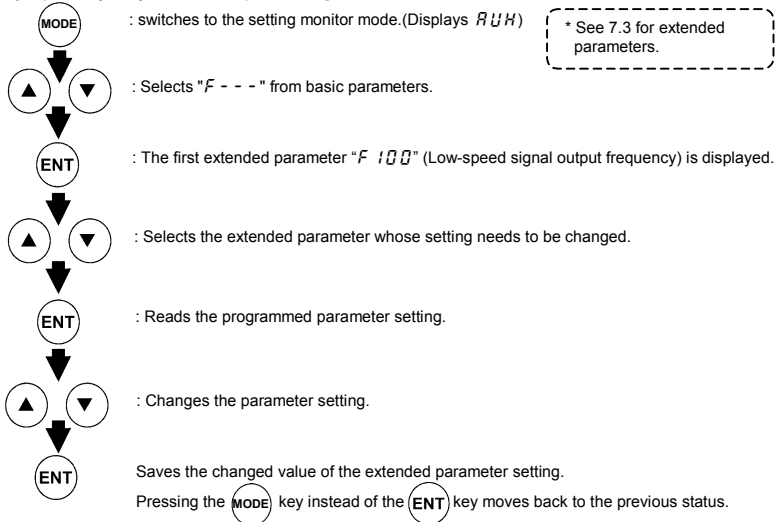 MODE : switches to the setting monitor mode.(Displays AUH)
* See 7.3 for extended
parameters.
▲ ▼ : Selects "F - - -" from basic parameters.
ENT : The first extended parameter “F 100” (Low-speed signal output frequency) is displayed.
▲ ▼ : Selects the extended parameter whose setting needs to be changed.
ENT : Reads the programmed parameter setting.
▲ ▼ : Changes the parameter setting.
ENT Saves the changed value of the extended parameter setting.
Pressing the MODE key instead of the ENT key moves back to the previous status.